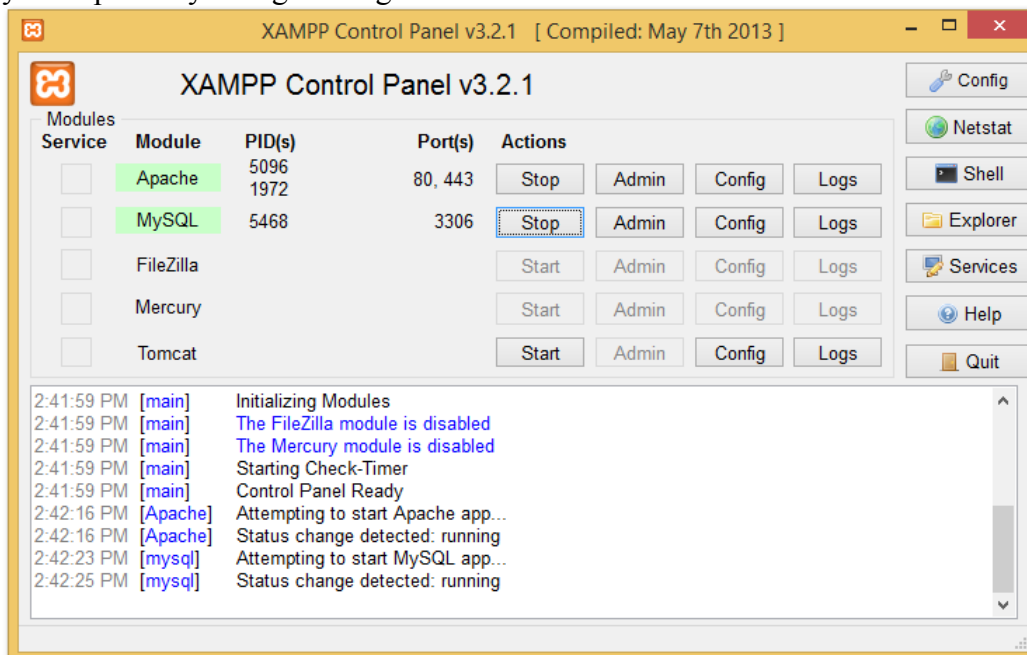 XAMPP Control Panel v3.2.1 [ Compiled: May 7th 2013 ]
XAMPP Control Panel v3.2.1
Config
Modules
Netstat
Service Module PID(s) Port(s) Actions
Apache 5096 1972 80, 443 Stop Admin Config Logs
Shell
MySQL 5468 3306 Stop Admin Config Logs
Explorer
FileZilla Start Admin Config Logs
Services
Mercury Start Admin Config Logs
Help
Tomcat Start Admin Config Logs
Quit
2:41:59 PM [main] Initializing Modules
2:41:59 PM [main] The FileZilla module is disabled
2:41:59 PM [main] The Mercury module is disabled
2:41:59 PM [main] Starting Check-Timer
2:41:59 PM [main] Control Panel Ready
2:42:16 PM [Apache] Attempting to start Apache app...
2:42:16 PM [Apache] Status change detected: running
2:42:23 PM [mysql] Attempting to start MySQL app...
2:42:25 PM [mysql] Status change detected: running